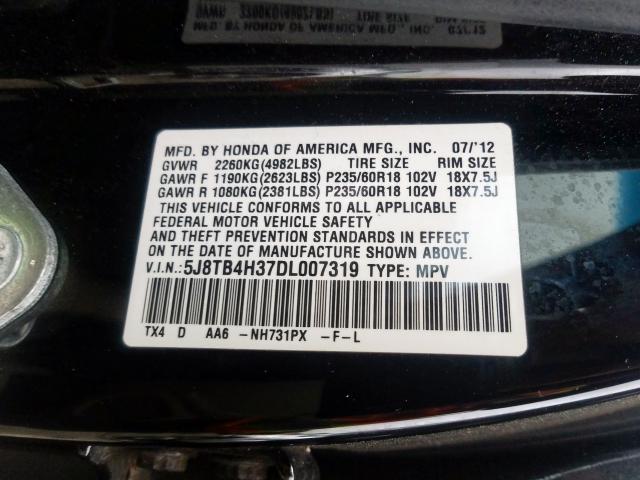 MFD. BY HONDA OF AMERICA MFG., INC. 07/'12
GVWR 2260KG(4982LBS) TIRE SIZE RIM SIZE
GAWR F 1190KG(2623LBS) P235/60R18 102V 18X7.5J
GAWR R 1080KG(2381LBS) P235/60R18 102V 18X7.5J
THIS VEHICLE CONFORMS TO ALL APPLICABLE
FEDERAL MOTOR VEHICLE SAFETY
AND THEFT PREVENTION STANDARDS IN EFFECT
ON THE DATE OF MANUFACTURE SHOWN ABOVE.
V.I.N.: 5J8TB4H37DL007319 TYPE: MPV
TX4 D AA6 -NH731PX -F-L